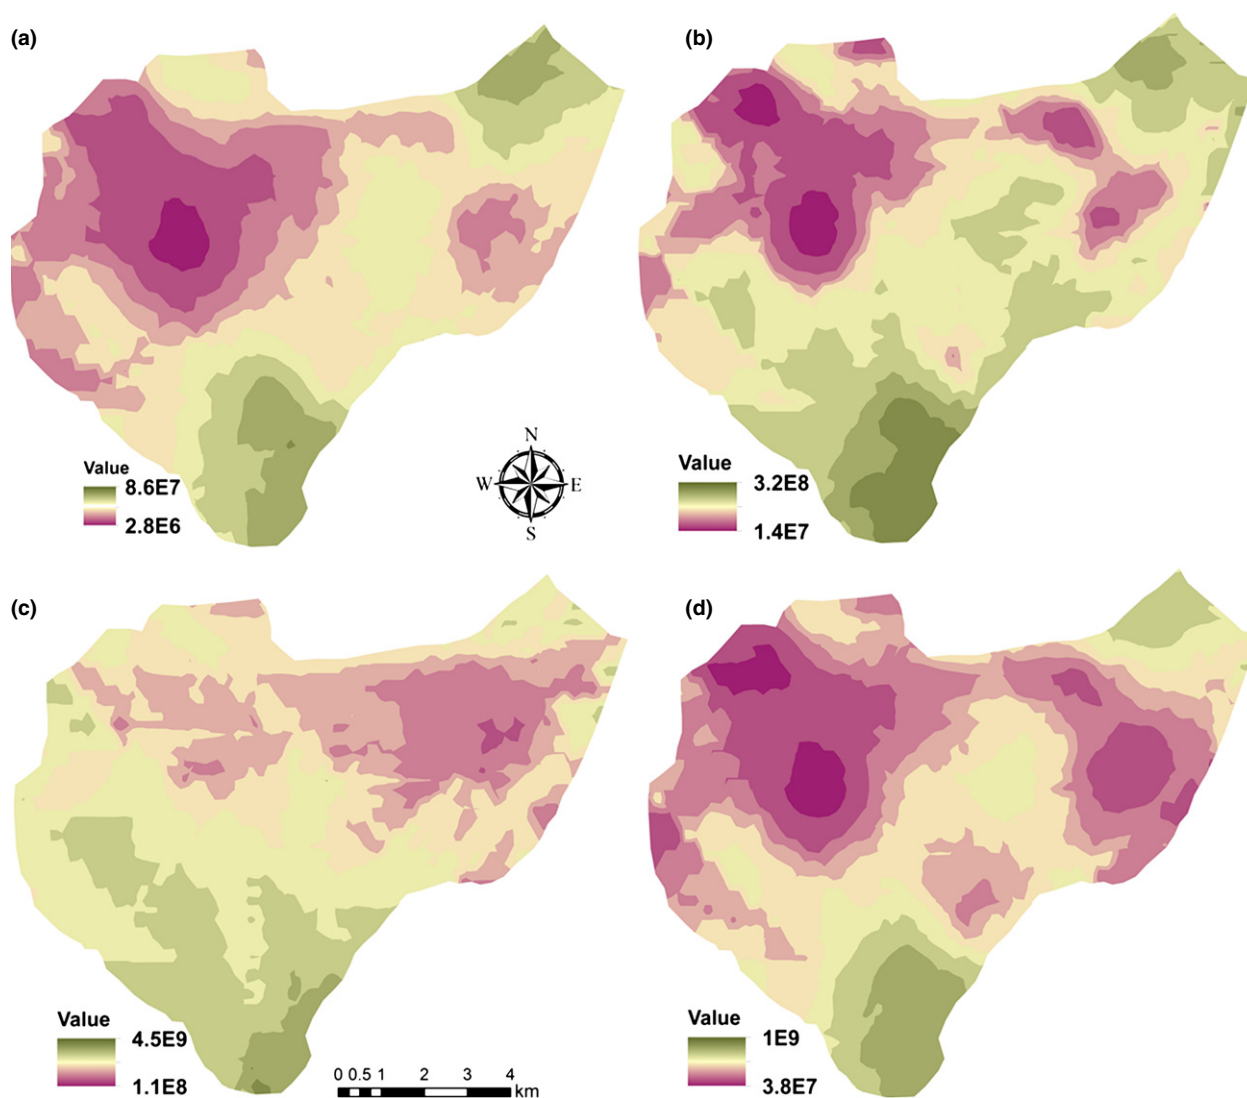 (a)
(b)
Value
8.6E7
2.8E6
N
W E
S
Value
3.2E8
1.4E7
(c)
(d)
Value
4.5E9
1.1E8
0 0.5 1 2 3 4
km
Value
1E9
3.8E7